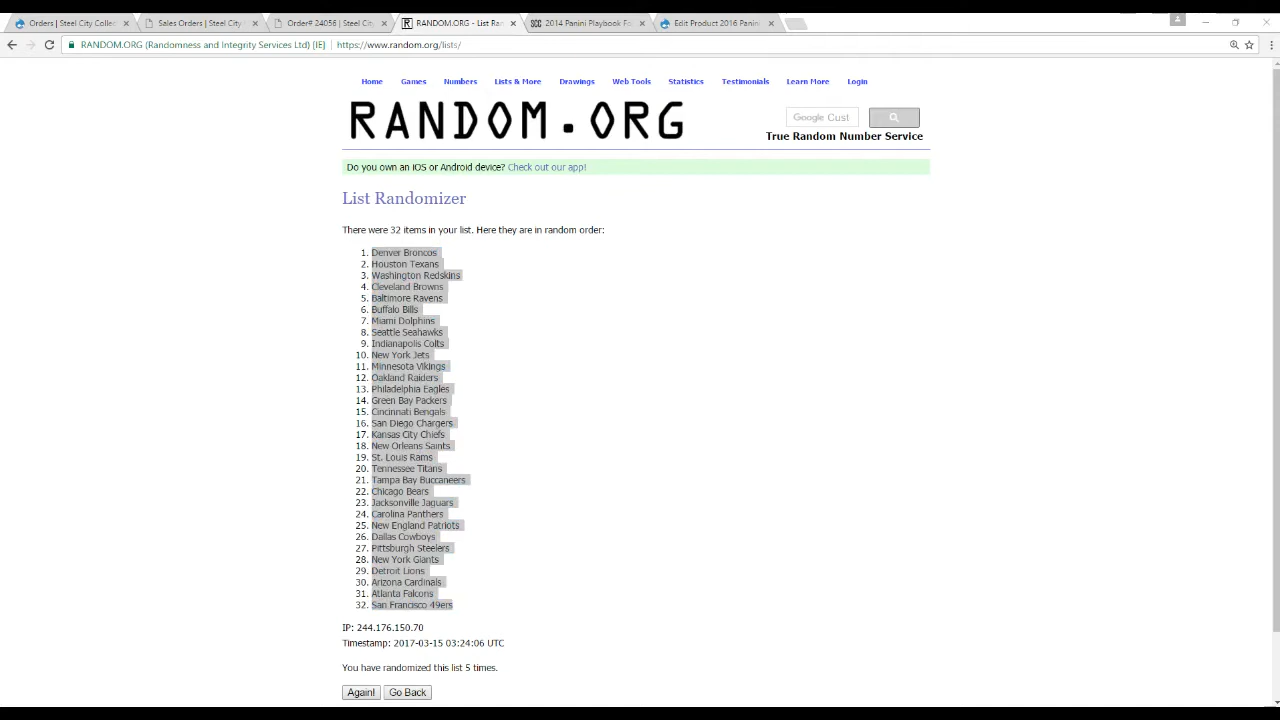 Orders | Steel City Collect
Sales Orders | Steel City
Order# 24056 | Steel City
RANDOM.ORG - List Ran
2014 Panini Playbook Fo
Edit Product 2016 Panini
RANDOM.ORG (Randomness and Integrity Services Ltd) [IE] https://www.random.org/lists/
Home Games Numbers Lists & More Drawings Web Tools Statistics Testimonials Learn More Login
RANDOM.ORG
Google Cust
True Random Number Service
Do you own an iOS or Android device? Check out our app!
List Randomizer
There were 32 items in your list. Here they are in random order:
1. Denver Broncos
2. Houston Texans
3. Washington Redskins
4. Cleveland Browns
5. Baltimore Ravens
6. Buffalo Bills
7. Miami Dolphins
8. Seattle Seahawks
9. Indianapolis Colts
10. New York Jets
11. Minnesota Vikings
12. Oakland Raiders
13. Philadelphia Eagles
14. Green Bay Packers
15. Cincinnati Bengals
16. San Diego Chargers
17. Kansas City Chiefs
18. New Orleans Saints
19. St. Louis Rams
20. Tennessee Titans
21. Tampa Bay Buccaneers
22. Chicago Bears
23. Jacksonville Jaguars
24. Carolina Panthers
25. New England Patriots
26. Dallas Cowboys
27. Pittsburgh Steelers
28. New York Giants
29. Detroit Lions
30. Arizona Cardinals
31. Atlanta Falcons
32. San Francisco 49ers
IP: 244.176.150.70
Timestamp: 2017-03-15 03:24:06 UTC
You have randomized this list 5 times.
Again! Go Back